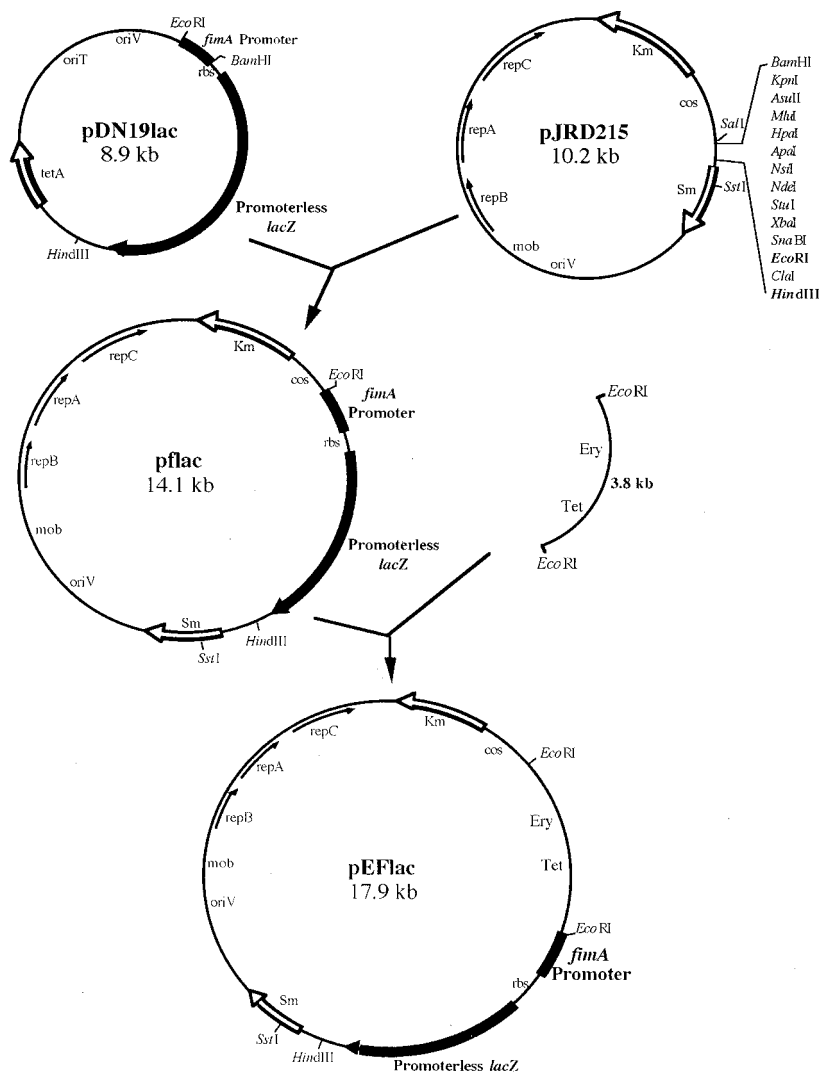 EcoRI
oriV
fimA Promoter
oriT
rbs
BamHI
pDN19lac
8.9 kb
tetA
Promoterless
lacZ
HindIII
Km
repC
cos
repA
pJRD215
10.2 kb
SalI
Sm
SstI
repB
mob
oriV
BamHI
KpnI
AsuII
MluI
HpaI
ApaI
NsiI
NdeI
StuI
XbaI
SnaBI
EcoRI
ClaI
HindIII
Km
repC
cos
EcoRI
fimA
Promoter
repA
rbs
repB
pflac
14.1 kb
mob
Promoterless
lacZ
oriV
Sm
SstI
HindIII
EcoRI
Ery
3.8 kb
Tet
EcoRI
Km
repC
cos
EcoRI
repA
repB
Ery
mob
pEFlac
17.9 kb
Tet
oriV
EcoRI
fimA
Promoter
rbs
Sm
SstI
HindIII
Promoterless lacZ